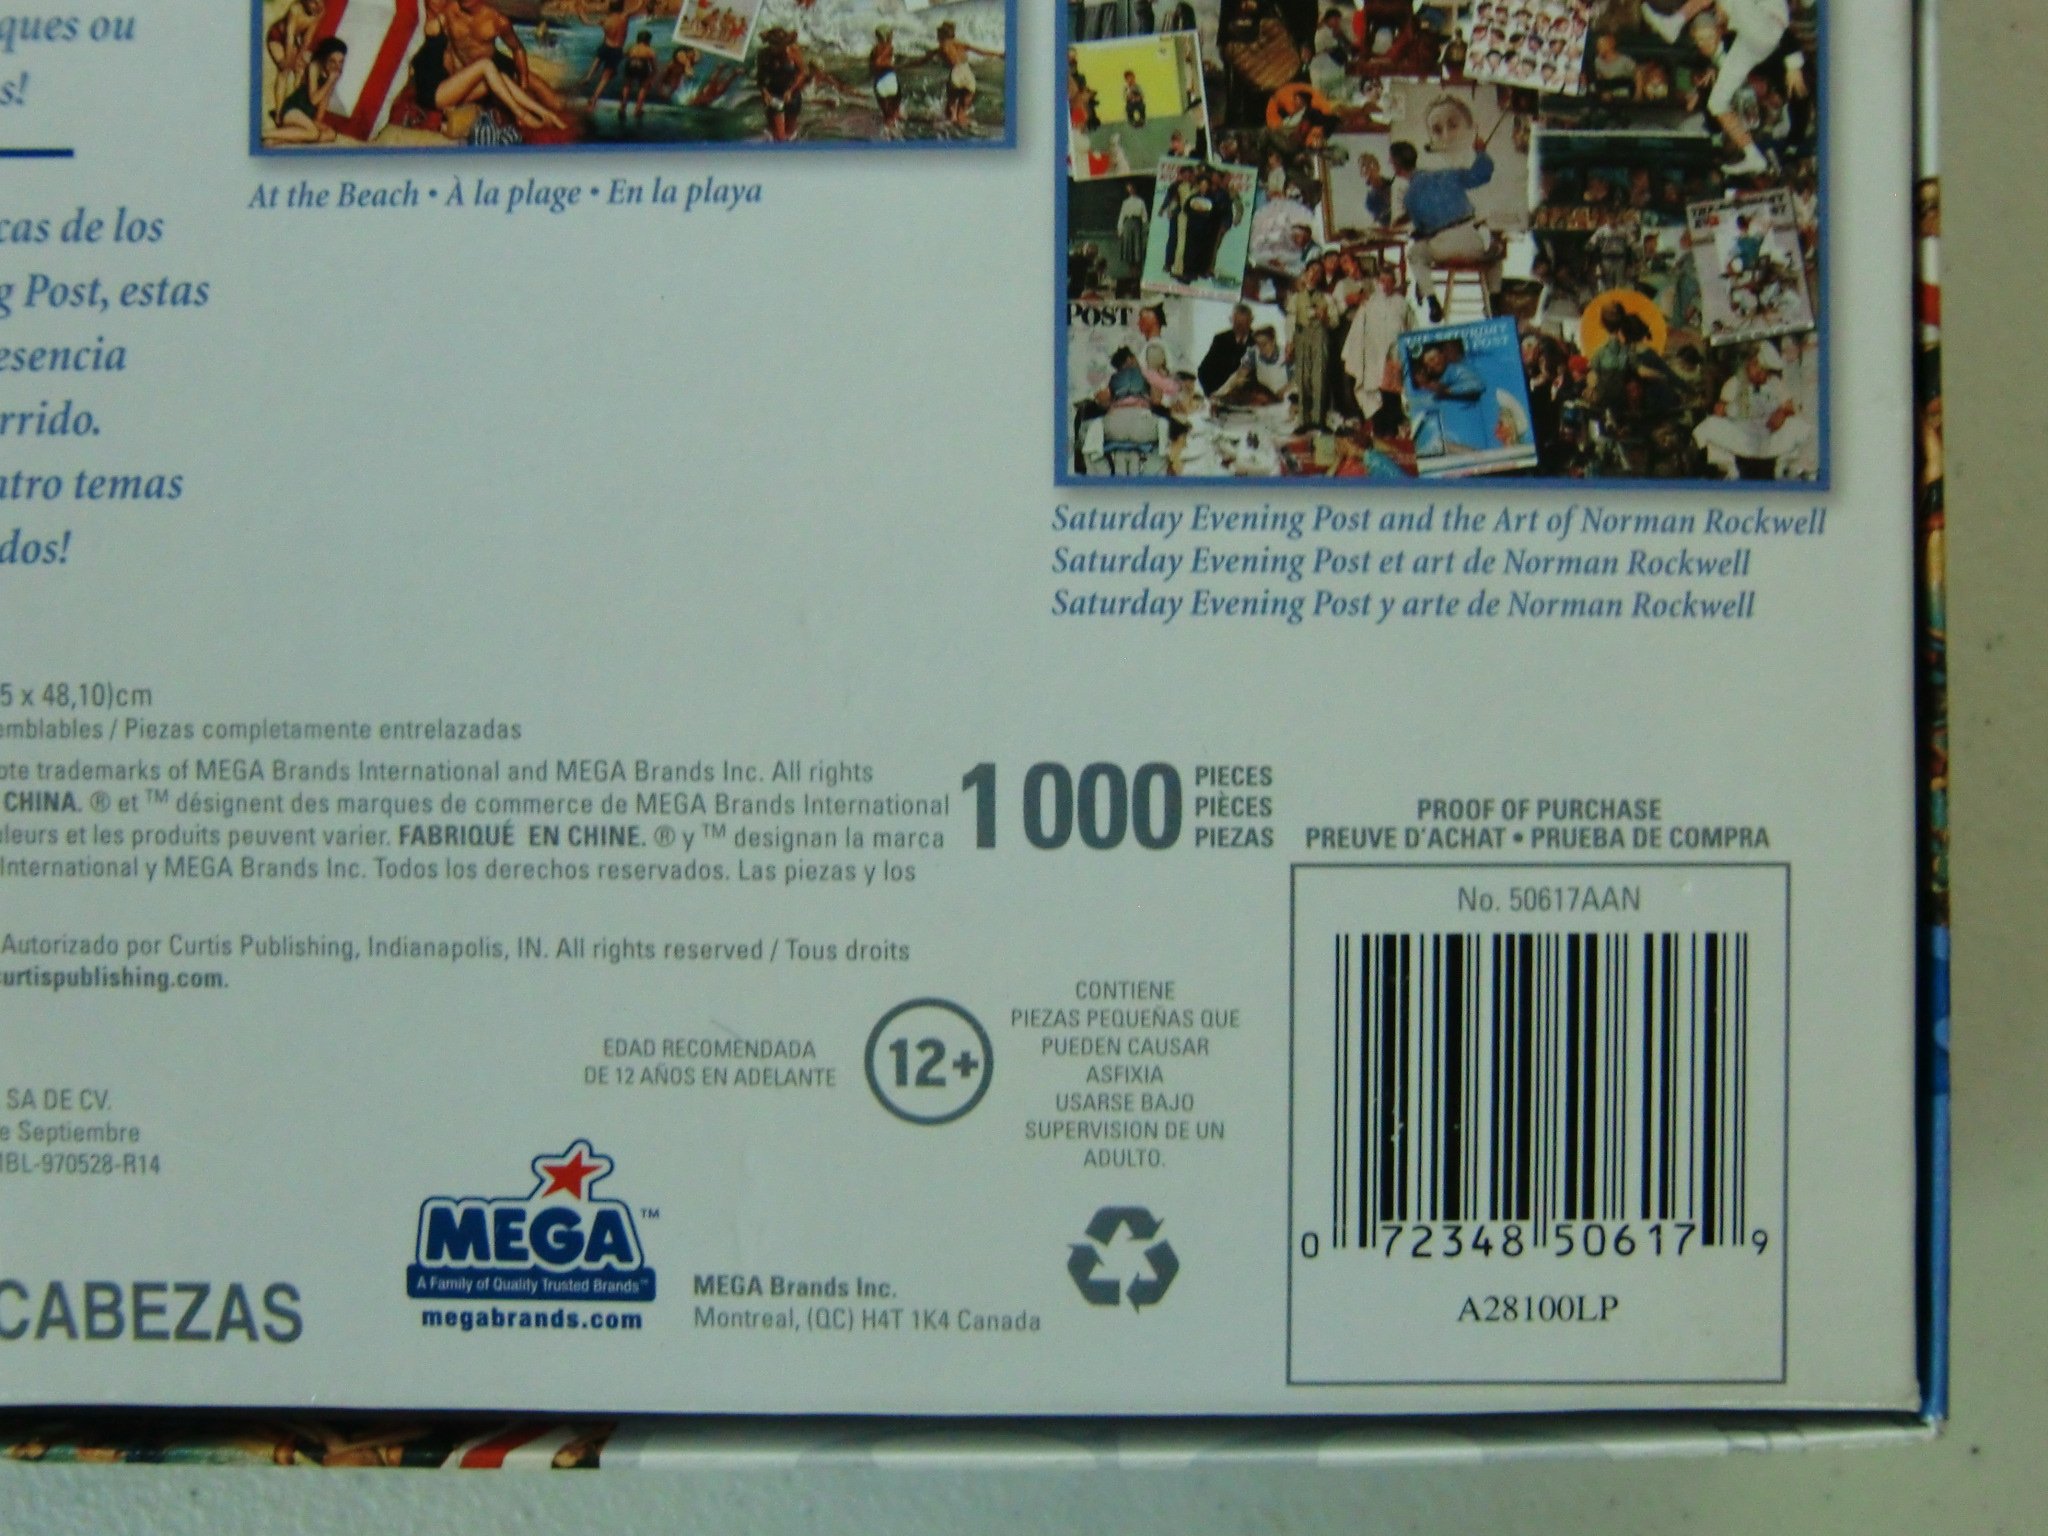 ques ou
s!
At the Beach • À la plage • En la playa
cas de los
g Post, estas
esencia
rrido.
atro temas
dos!
POST
Saturday Evening Post and the Art of Norman Rockwell
Saturday Evening Post et art de Norman Rockwell
Saturday Evening Post y arte de Norman Rockwell
5 x 48,10)cm
emblables / Piezas completamente entrelazadas
ote trademarks of MEGA Brands International and MEGA Brands Inc. All rights
CHINA. ® et ™ désignent des marques de commerce de MEGA Brands International
uleurs et les produits peuvent varier. FABRIQUÉ EN CHINE. ® y ™ designan la marca
International y MEGA Brands Inc. Todos los derechos reservados. Las piezas y los
1 000
PIECES
PIÈCES
PIEZAS
PROOF OF PURCHASE
PREUVE D'ACHAT • PRUEBA DE COMPRA
No. 50617AAN
0 72348 50617 9
A28100LP
Autorizado por Curtis Publishing, Indianapolis, IN. All rights reserved / Tous droits
curtispublishing.com.
EDAD RECOMENDADA
DE 12 AÑOS EN ADELANTE
12+
CONTIENE
PIEZAS PEQUEÑAS QUE
PUEDEN CAUSAR
ASFIXIA
USARSE BAJO
SUPERVISION DE UN
ADULTO.
SA DE CV.
e Septiembre
MBL-970528-R14
CABEZAS
MEGA™
A Family of Quality Trusted Brands™
megabrands.com
MEGA Brands Inc.
Montreal, (QC) H4T 1K4 Canada